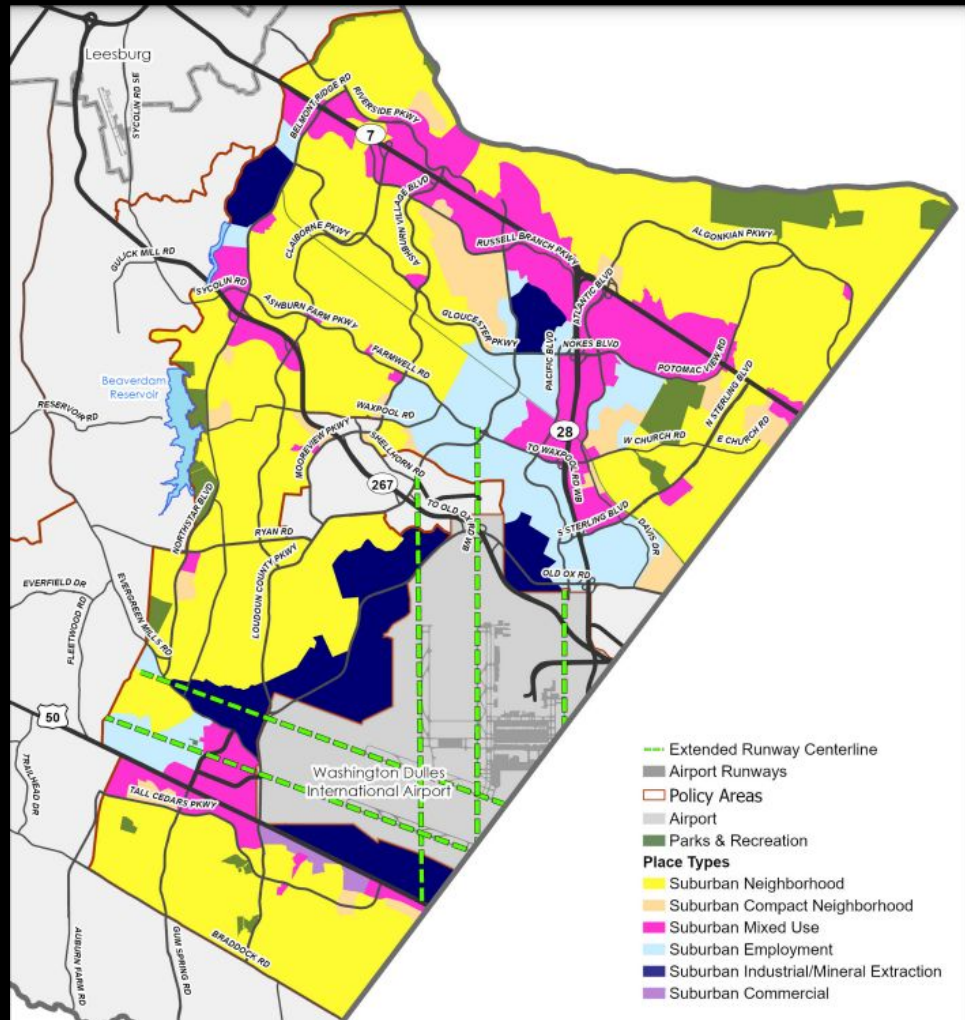 Leesburg
SYCOLIN RD SE
BELMONT RIDGE RD
RIVERSIDE PKWY
7
ALGONKIAN PKWY
ASHBURN VILLAGE BLVD
CLAIBORNE PKWY
RUSSELL BRANCH PKWY
GULICK MILL RD
ATLANTIC BLVD
SYCOLIN RD
ASHBURN FARM PKWY
GLOUCESTER PKWY
NOKES BLVD
PACIFIC BLVD
POTOMAC VIEW RD
FARMWELL RD
N STERLING BLVD
Beaverdam
Reservoir
RESERVOIR RD
WAXPOOL RD
28
W CHURCH RD
E CHURCH RD
MOOREVIEW PKWY
SHELLHORN RD
TO WAXPOOL RD WB
267
TO OLD OX RD WB
S STERLING BLVD
DAVIS DR
NORTHSTAR BLVD
RYAN RD
LOUDOUN COUNTY PKWY
OLD OX RD
EVERFIELD DR
FLEETWOOD RD
EVERGREEN MILLS RD
50
TRAILHEAD DR
Washington Dulles
International Airport
TALL CEDARS PKWY
AUBURN FARM RD
GUM SPRING RD
BRADDOCK RD
Extended Runway Centerline
Airport Runways
Policy Areas
Airport
Parks & Recreation
Place Types
Suburban Neighborhood
Suburban Compact Neighborhood
Suburban Mixed Use
Suburban Employment
Suburban Industrial/Mineral Extraction
Suburban Commercial